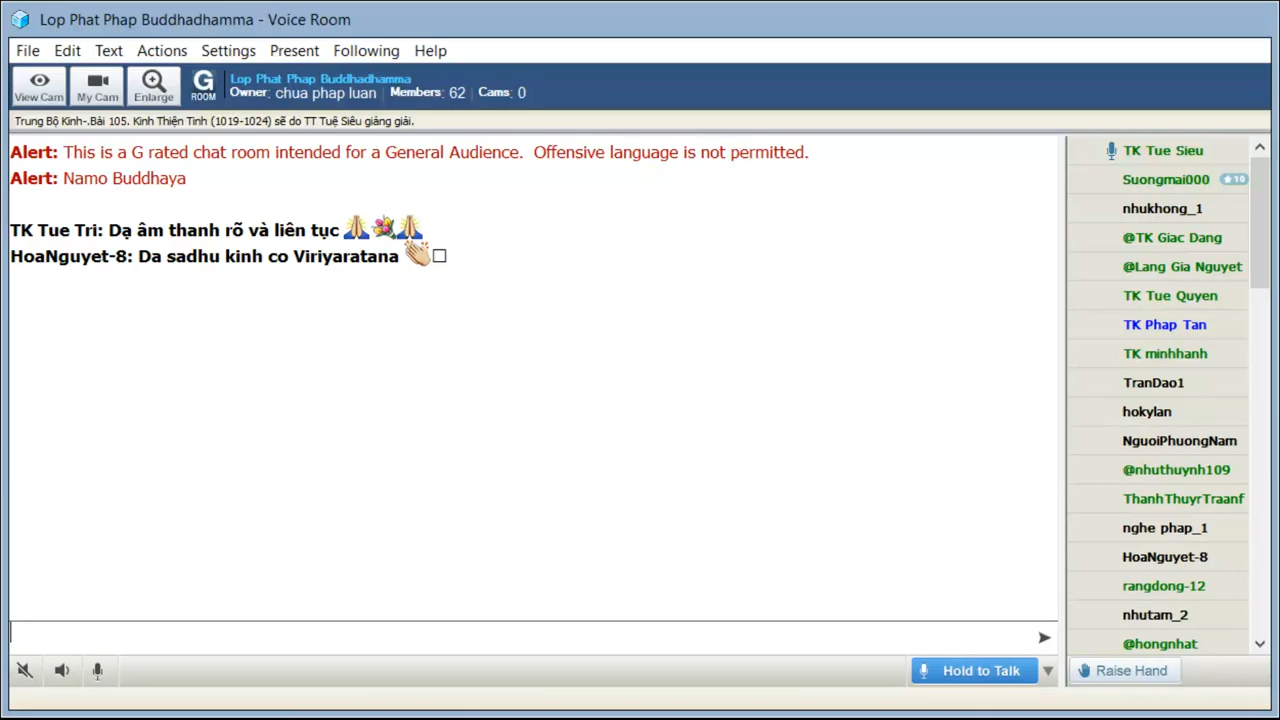 Lop Phat Phap Buddhadhamma - Voice Room
File Edit Text Actions Settings Present Following Help
View Cam
My Cam
Enlarge
G
ROOM
Lop Phat Phap Buddhadhamma
Owner: chua phap luan | Members: 62 | Cams: 0
Trung Bộ Kinh-.Bài 105. Kinh Thiện Tinh (1019-1024) sẽ do TT Tuệ Siêu giảng giải.
Alert: This is a G rated chat room intended for a General Audience. Offensive language is not permitted.
Alert: Namo Buddhaya
TK Tue Tri: Dạ âm thanh rõ và liên tục 🙏💐🙏
HoaNguyet-8: Da sadhu kinh co Viriyaratana 👏□
TK Tue Sieu
Suongmai000 ★10
nhukhong_1
@TK Giac Dang
@Lang Gia Nguyet
TK Tue Quyen
TK Phap Tan
TK minhhanh
TranDao1
hokylan
NguoiPhuongNam
@nhuthuynh109
ThanhThuyrTraanf
nghe phap_1
HoaNguyet-8
rangdong-12
nhutam_2
@hongnhat
Hold to Talk
Raise Hand